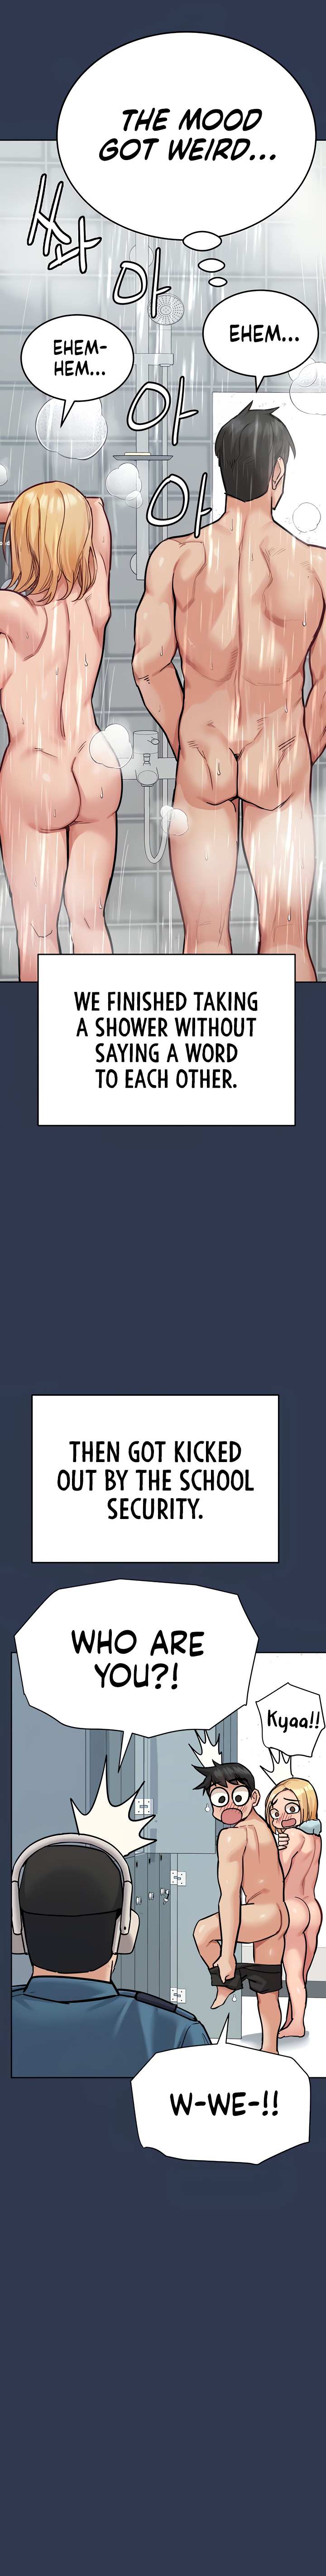 THE MOOD
GOT WEIRD...
쏴
아
EHEM...
EHEM-
HEM...
아
아
WE FINISHED TAKING
A SHOWER WITHOUT
SAYING A WORD
TO EACH OTHER.
THEN GOT KICKED
OUT BY THE SCHOOL
SECURITY.
WHO ARE
YOU?!
Kyaa!!
W-WE-!!